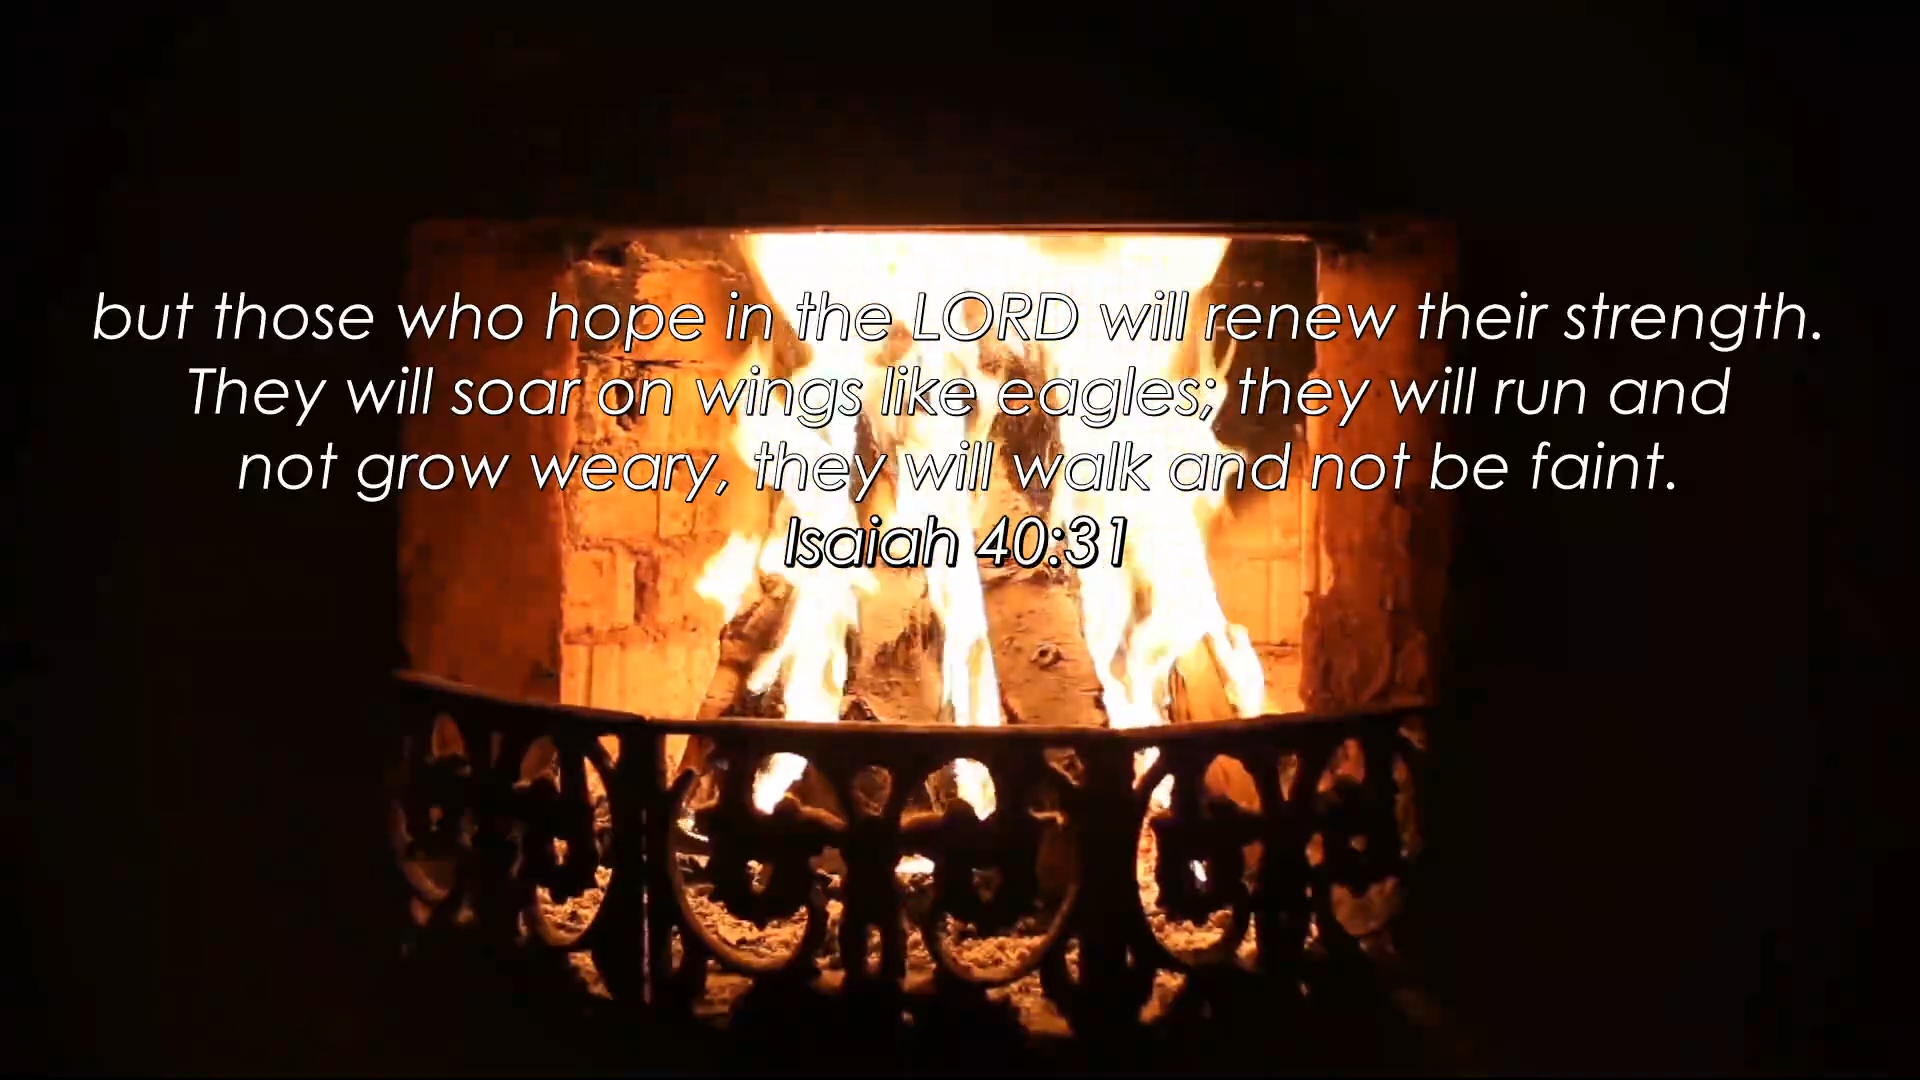 but those who hope in the LORD will renew their strength.
They will soar on wings like eagles; they will run and
not grow weary, they will walk and not be faint.
Isaiah 40:31